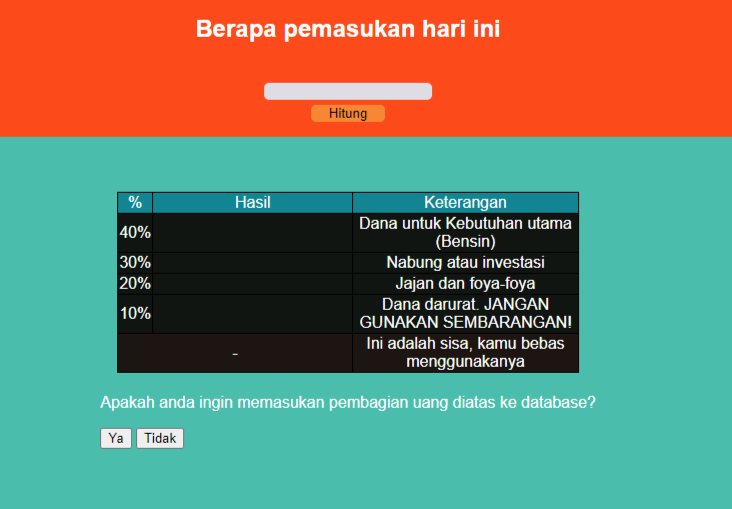 Berapa pemasukan hari ini
Hitung
% Hasil Keterangan
40% Dana untuk Kebutuhan utama
(Bensin)
30% Nabung atau investasi
20% Jajan dan foya-foya
10% Dana darurat. JANGAN
GUNAKAN SEMBARANGAN!
- Ini adalah sisa, kamu bebas
menggunakanya
Apakah anda ingin memasukan pembagian uang diatas ke database?
Ya Tidak